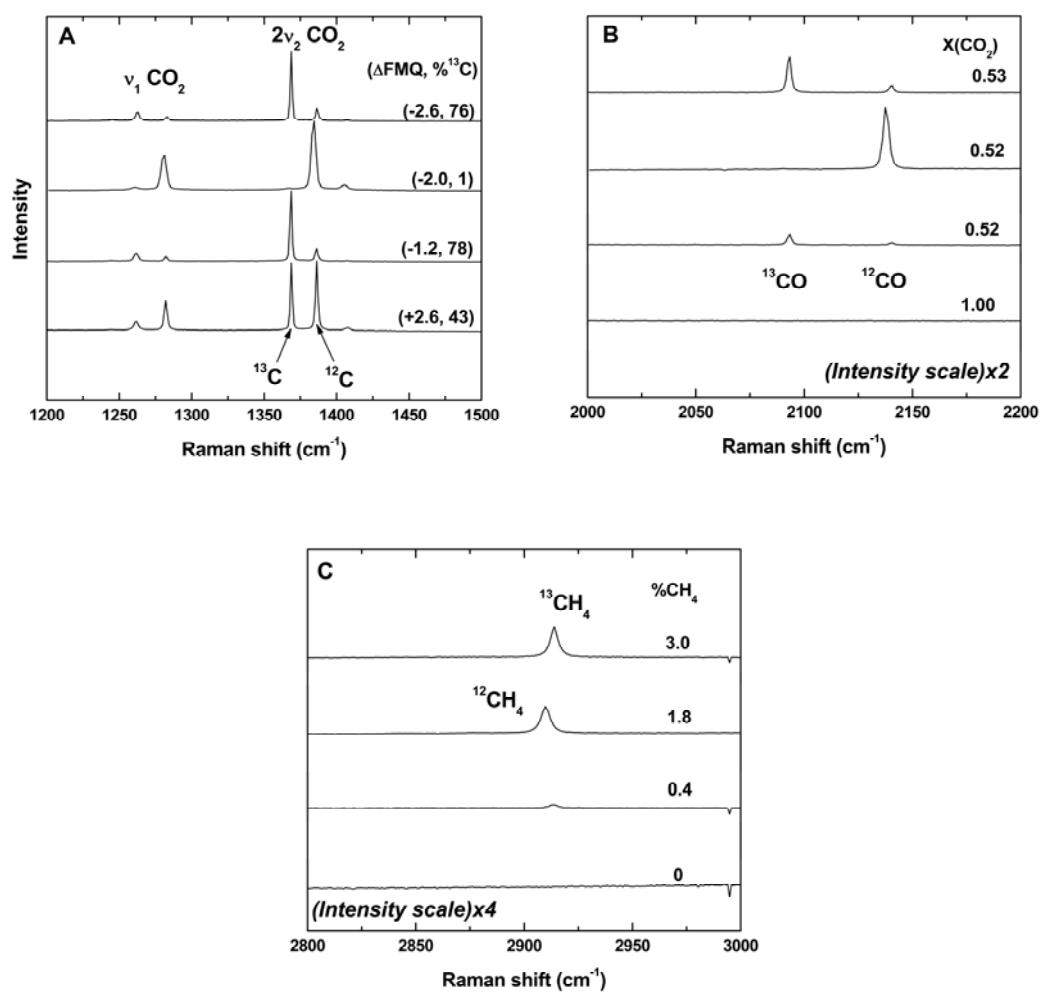 A
2ν₂ CO₂
ν₁ CO₂
(ΔFMQ, %¹³C)
(-2.6, 76)
(-2.0, 1)
(-1.2, 78)
(+2.6, 43)
¹³C
¹²C
Intensity
1200 1250 1300 1350 1400 1450 1500
Raman shift (cm⁻¹)
B
X(CO₂)
0.53
0.52
0.52
¹³CO
¹²CO
1.00
(Intensity scale)x2
2000 2050 2100 2150 2200
Raman shift (cm⁻¹)
C
¹³CH₄
%CH₄
3.0
¹²CH₄
1.8
0.4
0
(Intensity scale)x4
2800 2850 2900 2950 3000
Raman shift (cm⁻¹)